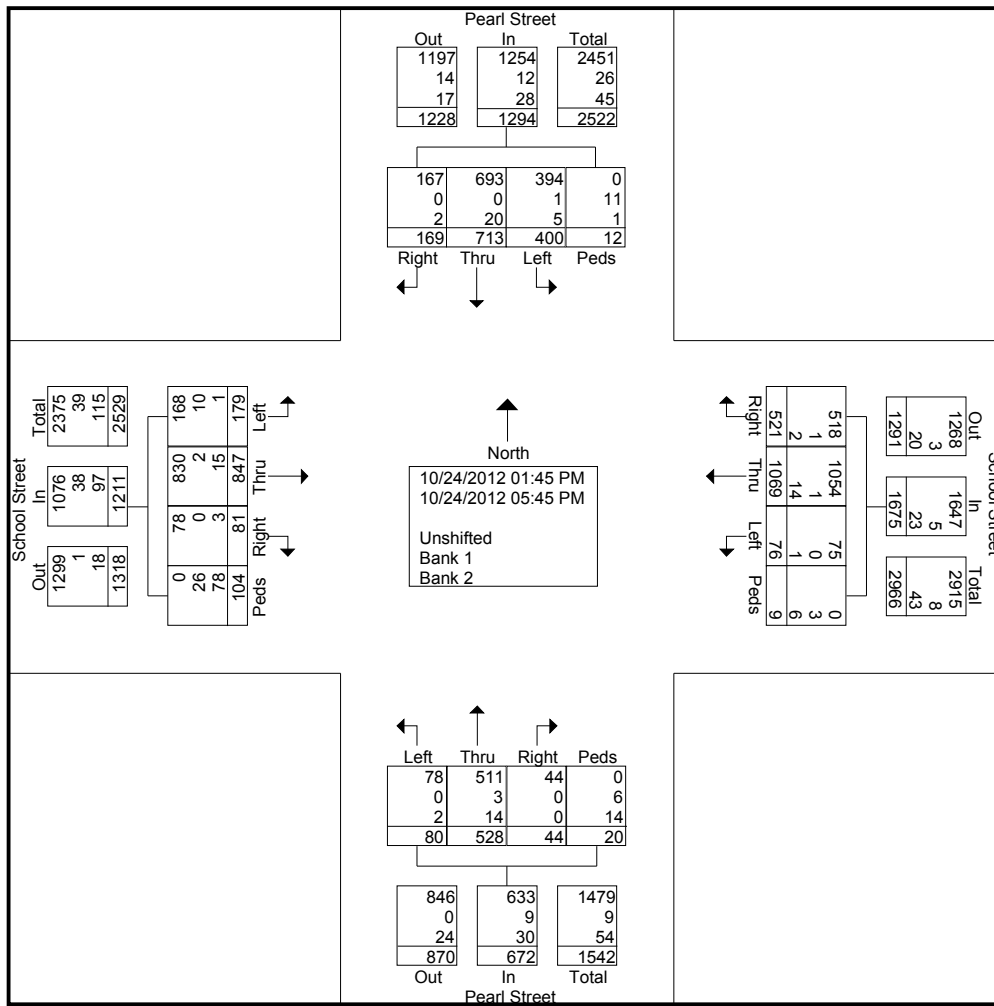 Pearl Street
Out In Total
1197 1254 2451
14 12 26
17 28 45
1228 1294 2522
167 693 394 0
0 0 1 11
2 20 5 1
169 713 400 12
Right Thru Left Peds
School Street
Total In Out
2375 1076 1299
39 38 1
115 97 18
2529 1211 1318
168 830 78 0
10 2 0 26
1 15 3 78
179 847 81 104
Left Thru Right Peds
North
10/24/2012 01:45 PM
10/24/2012 05:45 PM
Unshifted
Bank 1
Bank 2
Right Thru Left Peds
518 1054 75 0
1 1 0 3
2 14 1 6
521 1069 76 9
School Street
Out In Total
1268 1647 2915
3 5 8
20 23 43
1291 1675 2966
Left Thru Right Peds
78 511 44 0
0 3 0 6
2 14 0 14
80 528 44 20
846 633 1479
0 9 9
24 30 54
870 672 1542
Out In Total
Pearl Street